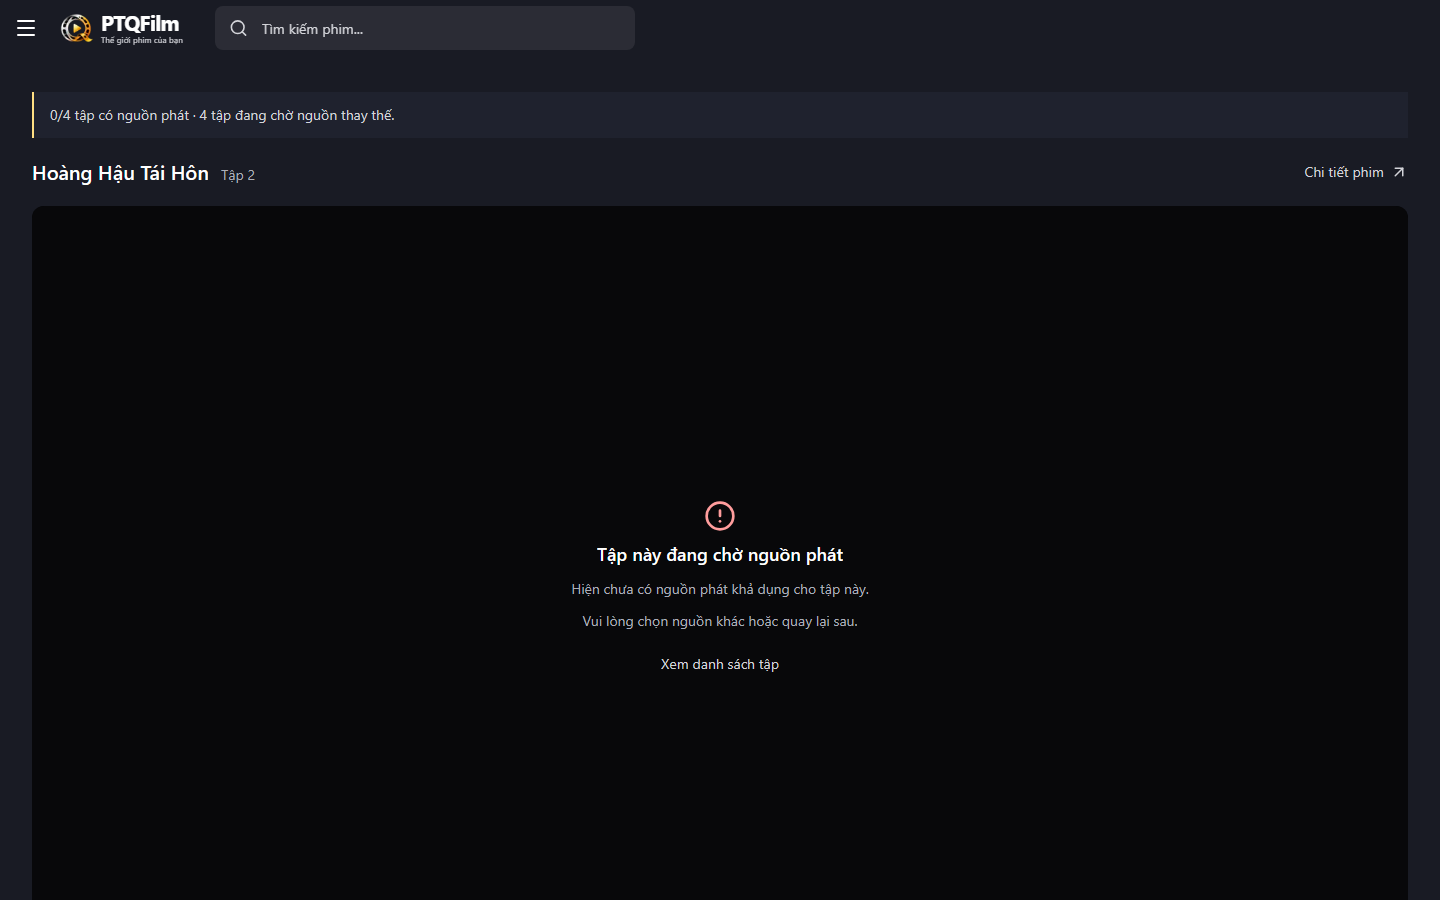 PTQFilm
Thế giới phim của bạn
Tìm kiếm phim...
0/4 tập có nguồn phát · 4 tập đang chờ nguồn thay thế.
Hoàng Hậu Tái Hôn Tập 2
Chi tiết phim
Tập này đang chờ nguồn phát
Hiện chưa có nguồn phát khả dụng cho tập này.
Vui lòng chọn nguồn khác hoặc quay lại sau.
Xem danh sách tập